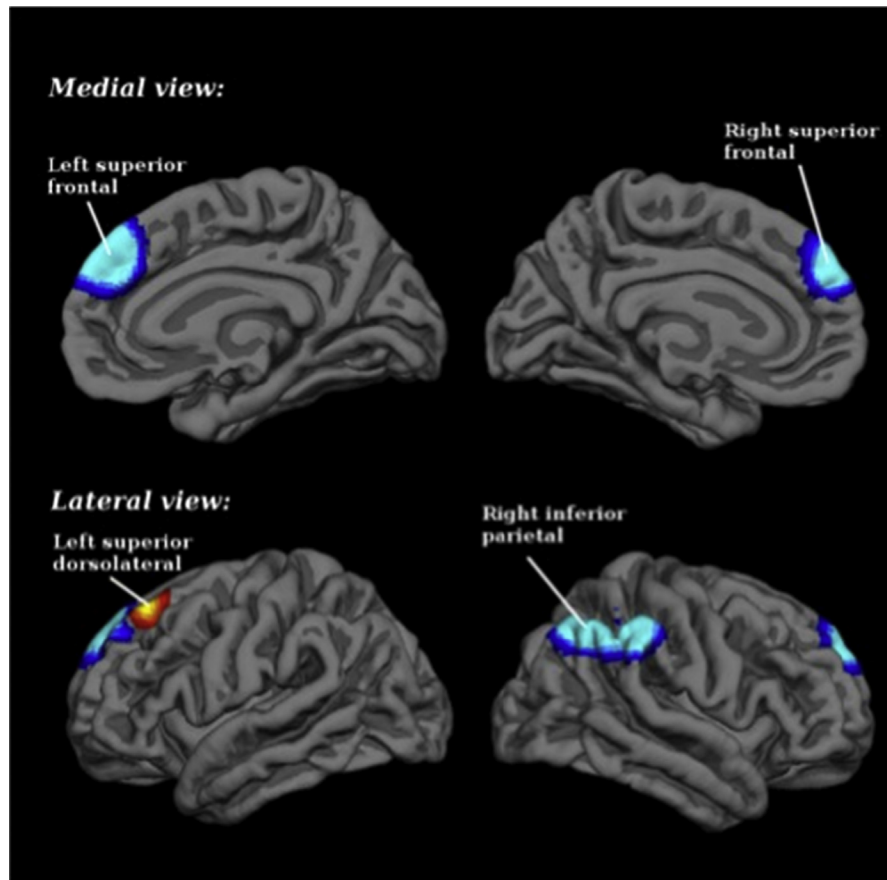 Medial view:
Right superior
frontal
Left superior
frontal
Lateral view:
Right inferior
parietal
Left superior
dorsolateral